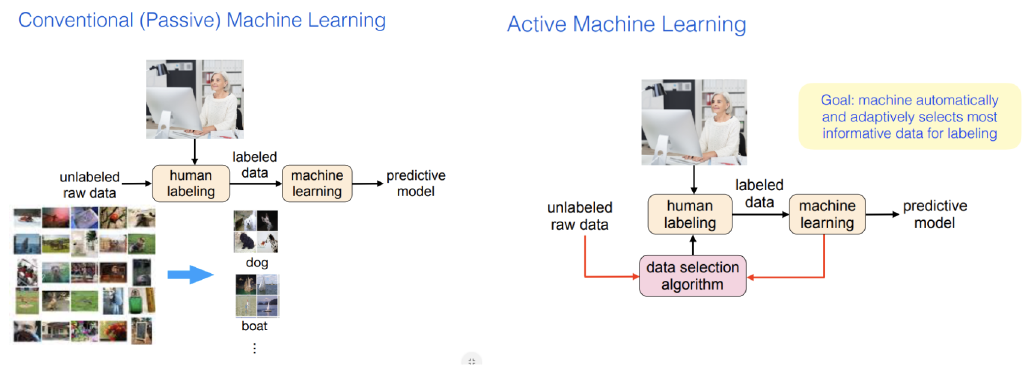 Conventional (Passive) Machine Learning
unlabeled
raw data
human
labeling
labeled
data
machine
learning
predictive
model
dog
boat
Active Machine Learning
Goal: machine automatically
and adaptively selects most
informative data for labeling
unlabeled
raw data
human
labeling
labeled
data
machine
learning
predictive
model
data selection
algorithm